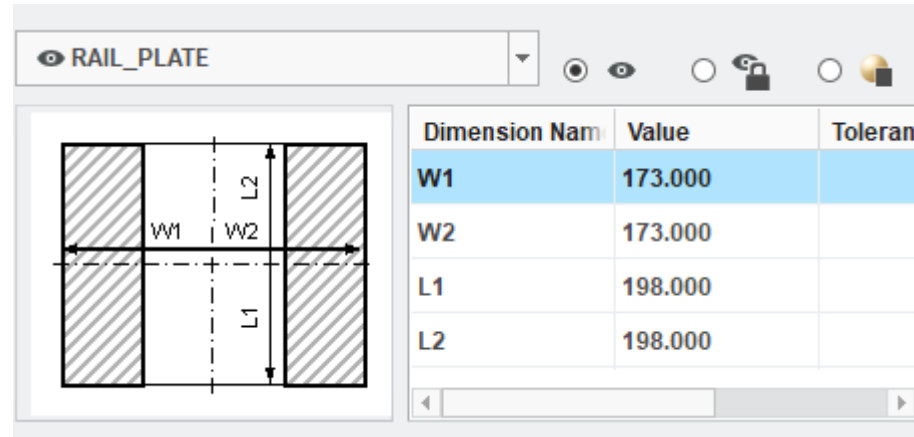 RAIL_PLATE
Dimension Nam Value Toleran
W1 173.000
W2 173.000
L1 198.000
L2 198.000
L2
W1 W2
L1